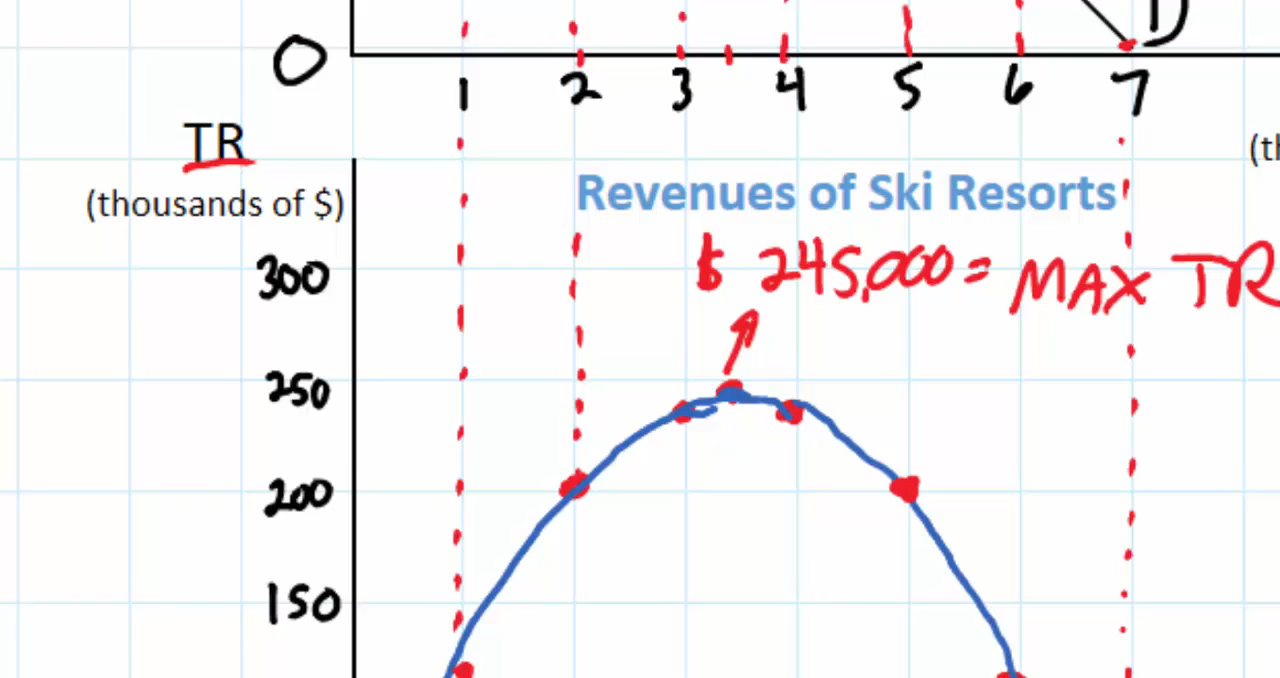 D
0
1 2 3 4 5 6 7
TR
(th
(thousands of $)
Revenues of Ski Resorts
$ 245,000 = MAX TR
300
250
200
150